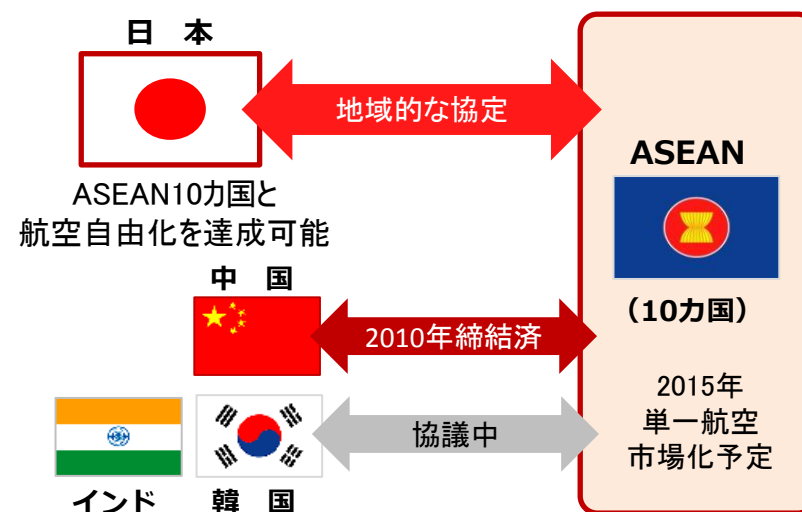 日 本
地域的な協定
ASEAN10カ国と
航空自由化を達成可能
中 国
2010年締結済
協議中
インド
韓 国
ASEAN
(10カ国)
2015年
単一航空
市場化予定